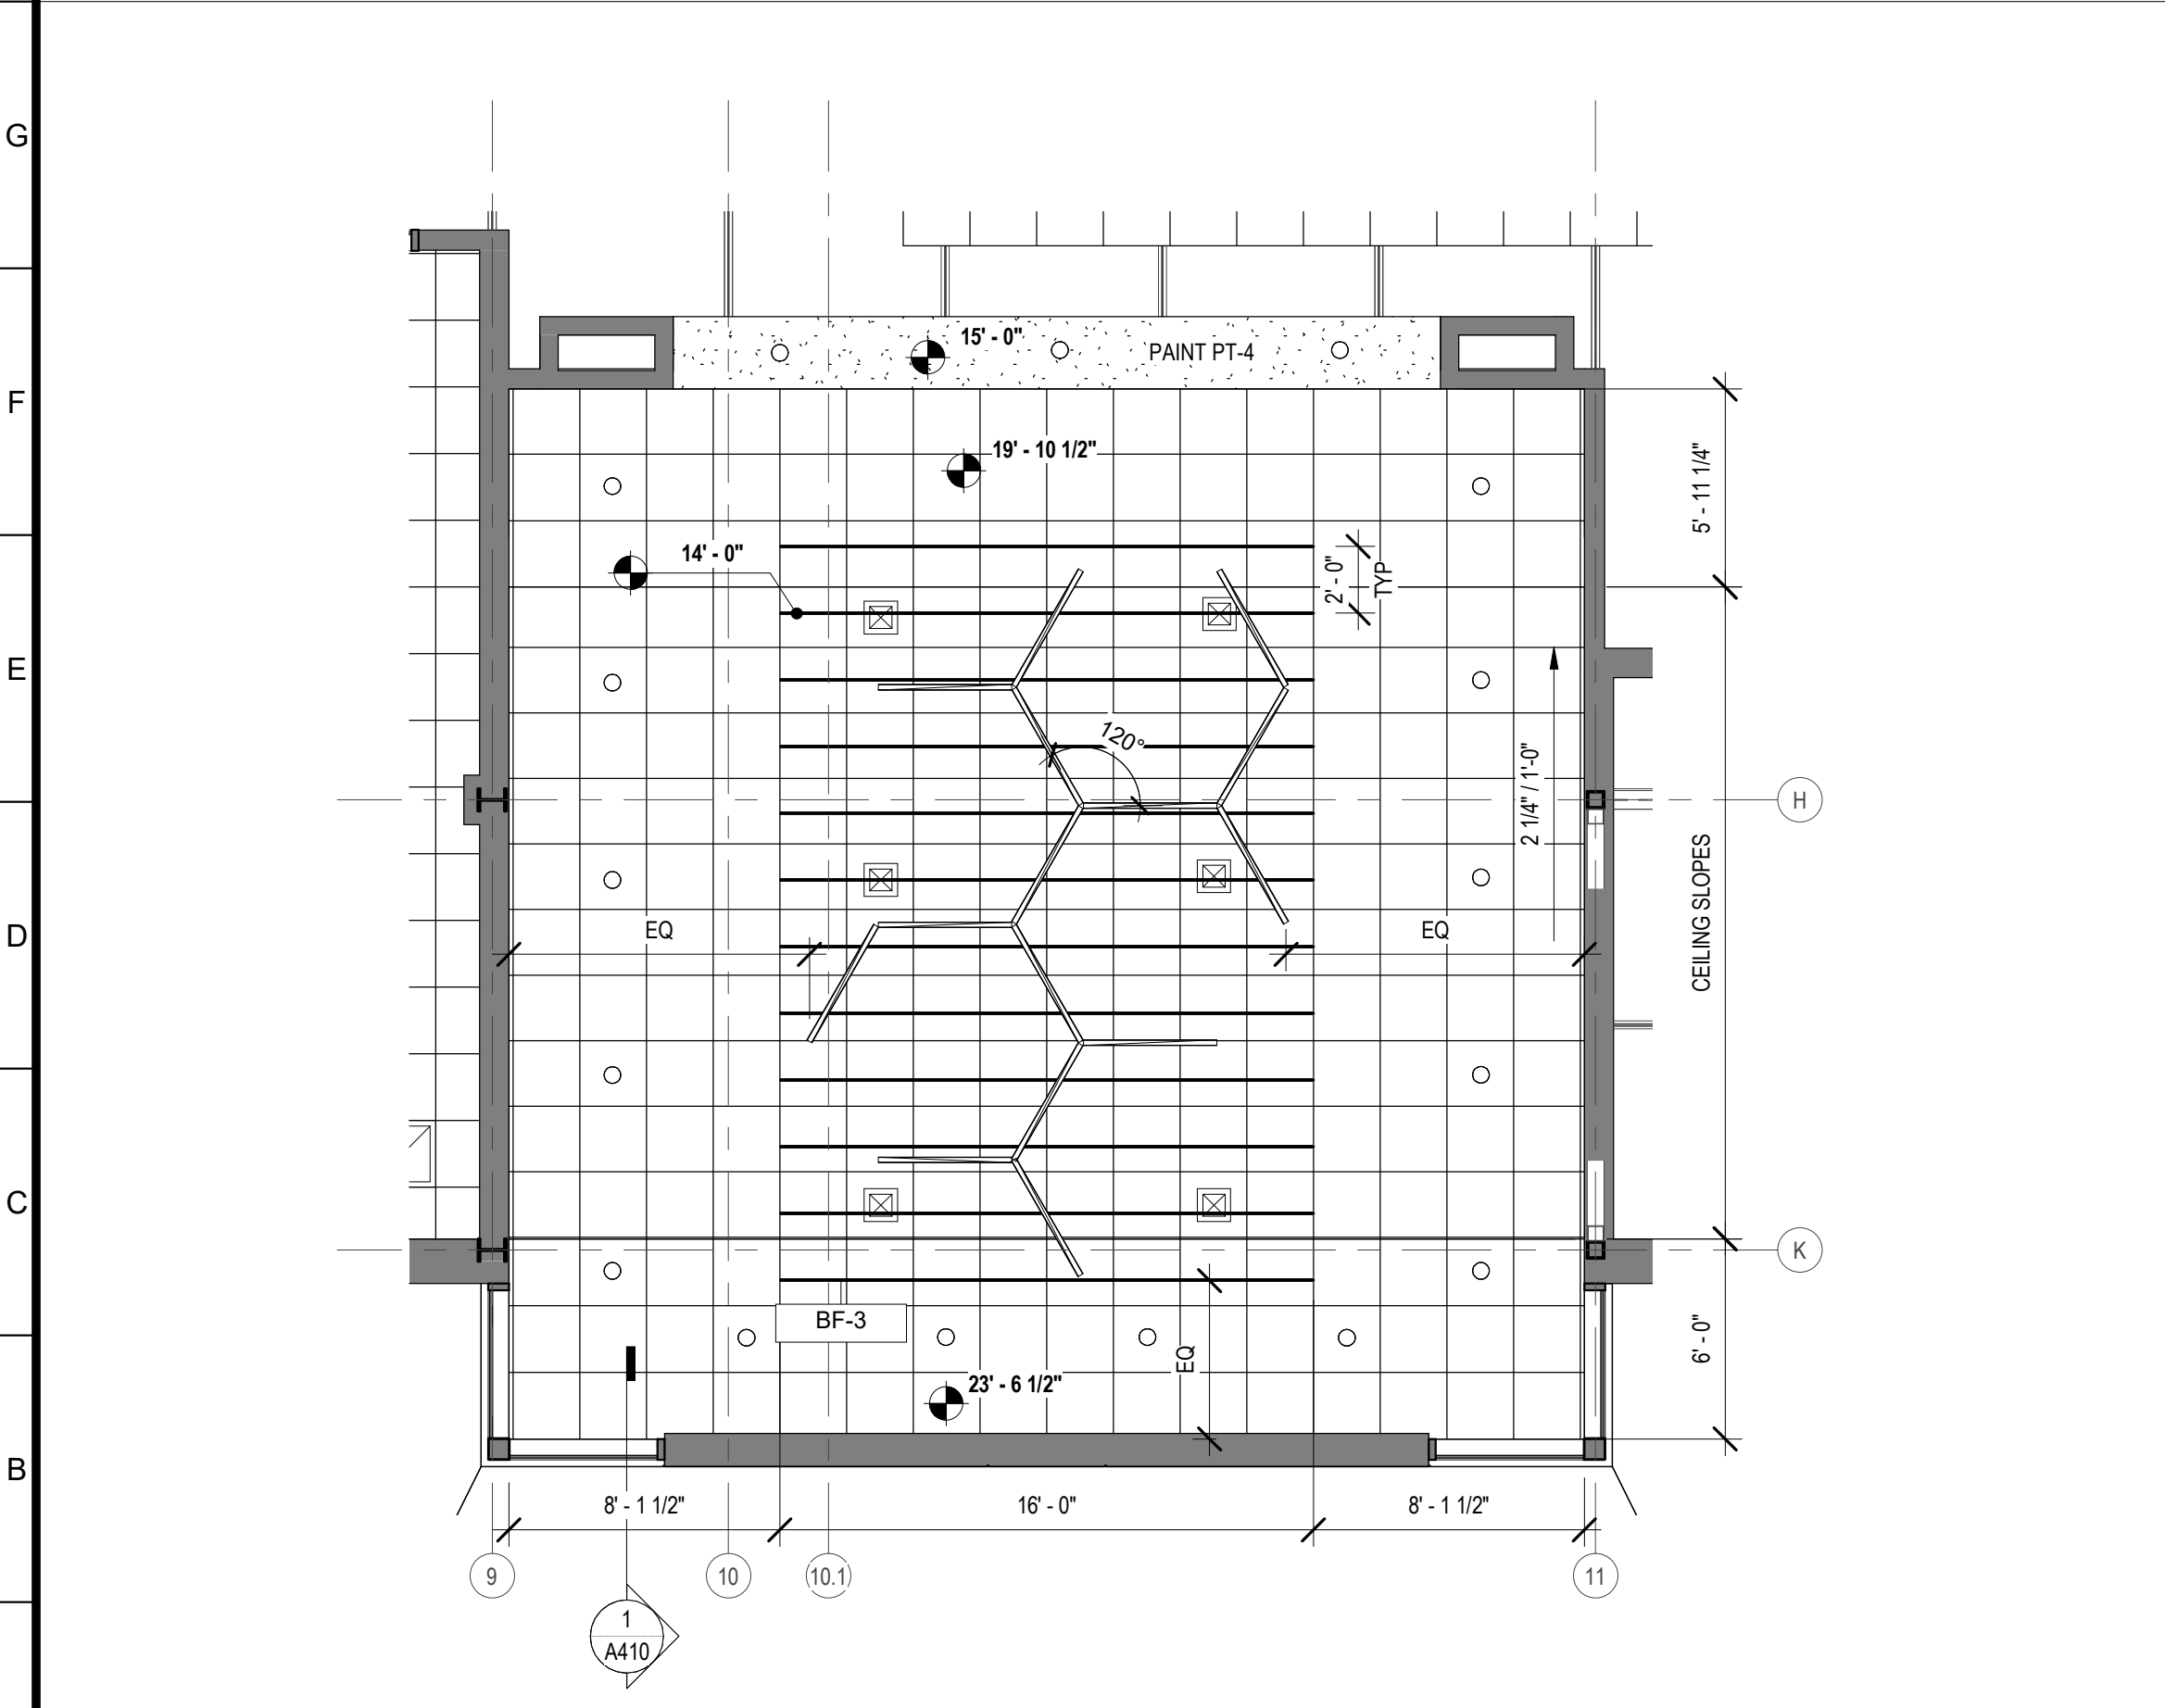 G
F
E
D
C
B
15' - 0"
PAINT PT-4
19' - 10 1/2"
5' - 11 1/4"
14' - 0"
2' - 0"
TYP
120°
2 1/4" / 1'-0"
H
CEILING SLOPES
EQ
EQ
K
BF-3
EQ
6' - 0"
23' - 6 1/2"
8' - 1 1/2"
16' - 0"
8' - 1 1/2"
9
10
10.1
11
1
A410